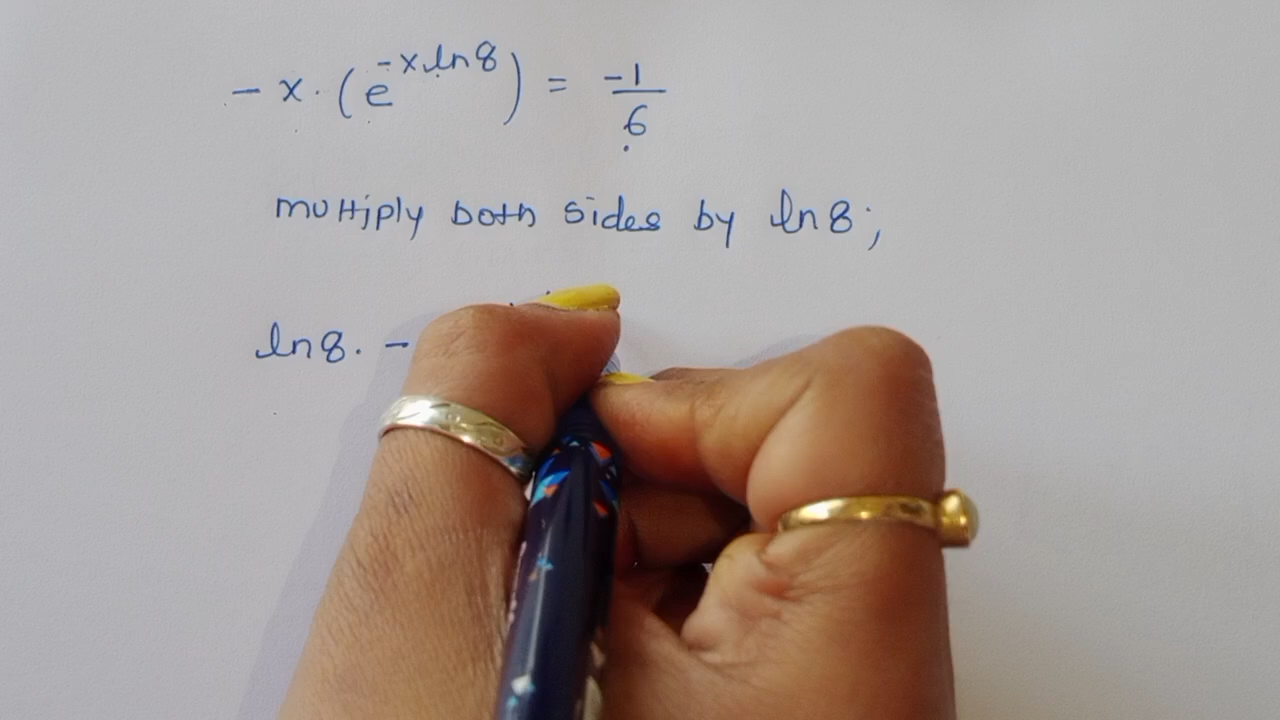 - x . (e^{-x.ln8}) = -1/6
multiply both sides by ln8;
ln8. -